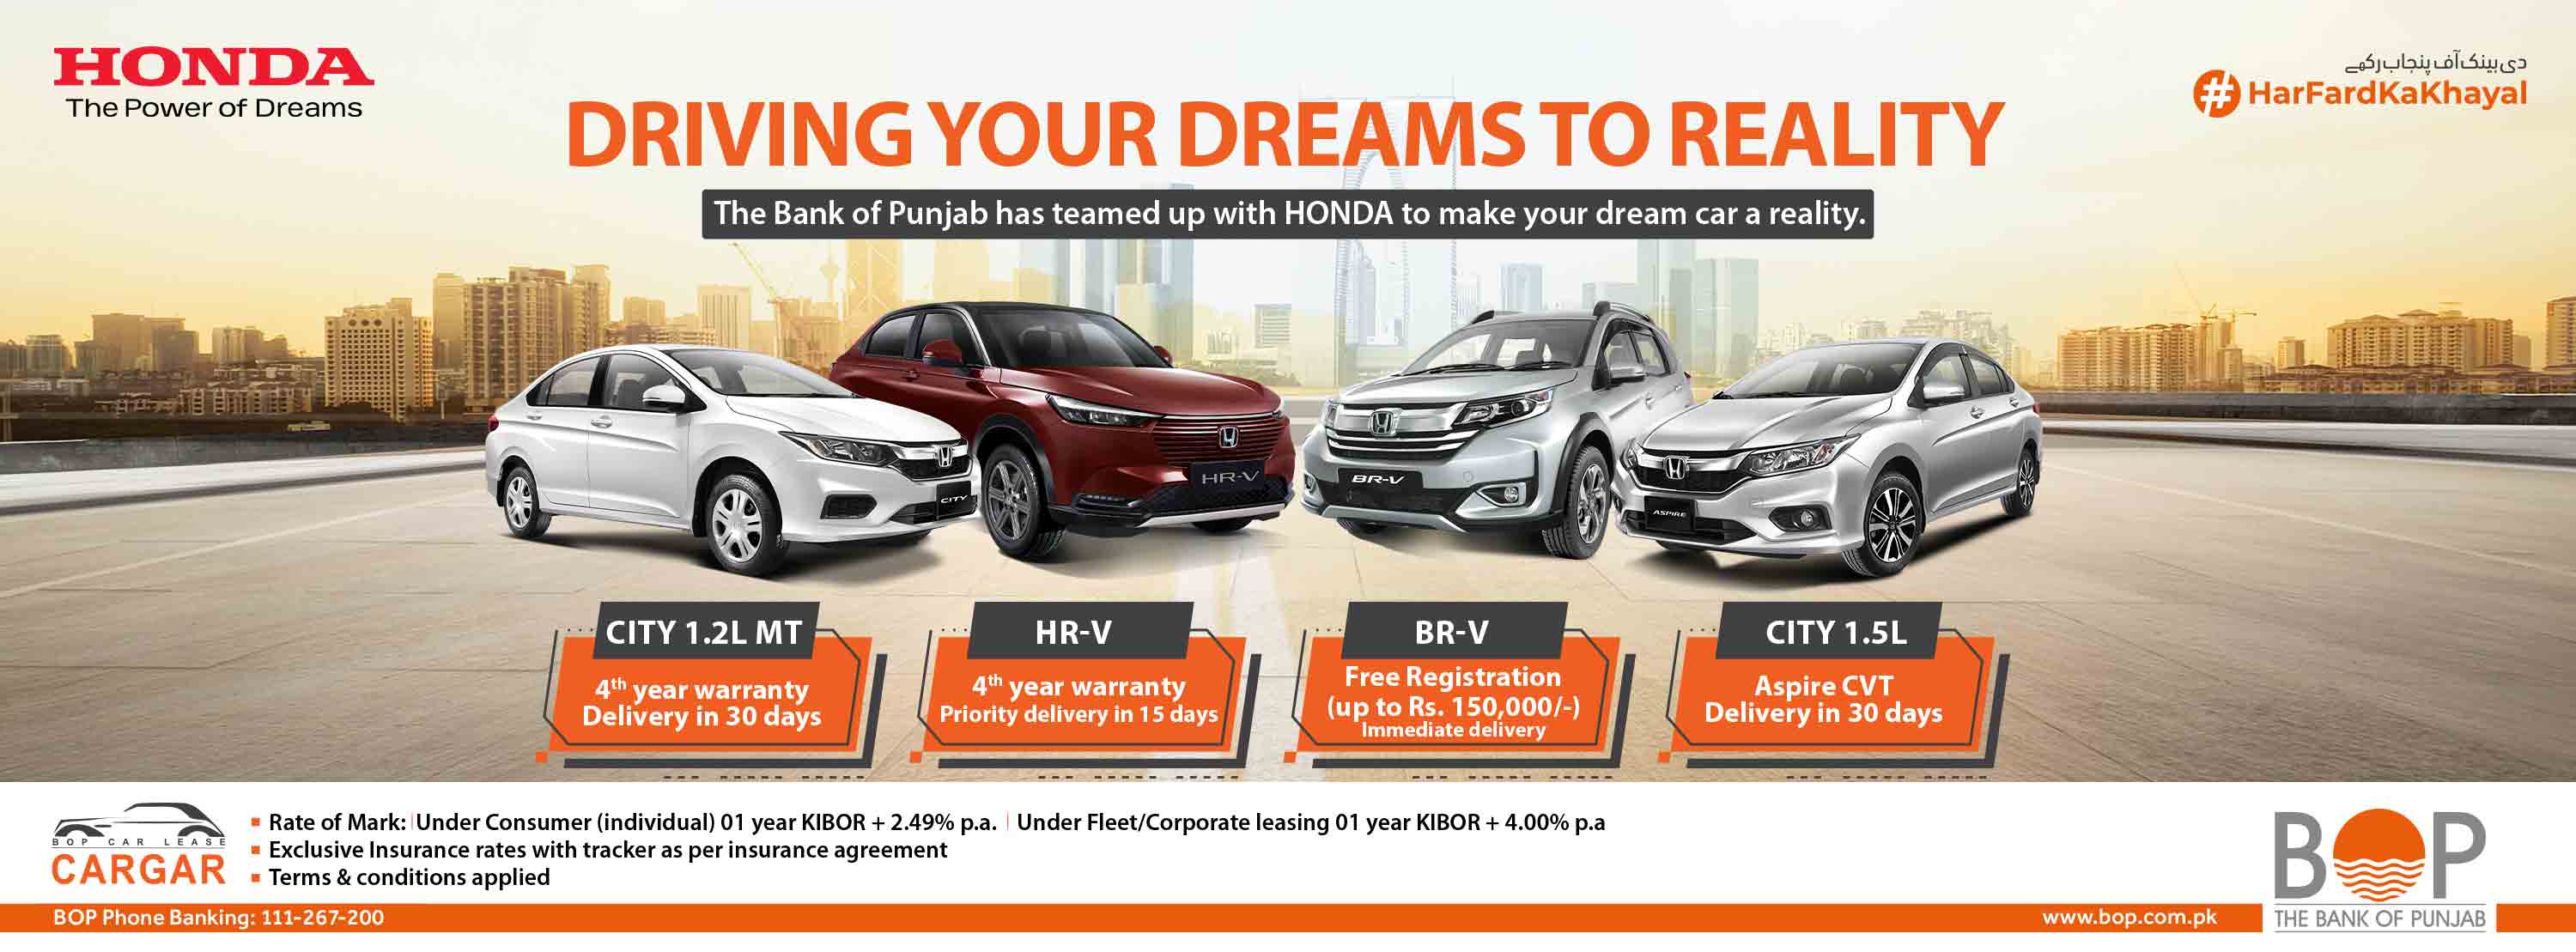 HONDA
The Power of Dreams
دی بینک آف پنجاب رکھے
#HarFardKaKhayal
DRIVING YOUR DREAMS TO REALITY
The Bank of Punjab has teamed up with HONDA to make your dream car a reality.
CITY
HR-V
BR-V
ASPIRE
CITY 1.2L MT
4th year warranty
Delivery in 30 days
HR-V
4th year warranty
Priority delivery in 15 days
BR-V
Free Registration
(up to Rs. 150,000/-)
Immediate delivery
CITY 1.5L
Aspire CVT
Delivery in 30 days
BOP CAR LEASE
CARGAR
Rate of Mark: | Under Consumer (individual) 01 year KIBOR + 2.49% p.a. | Under Fleet/Corporate leasing 01 year KIBOR + 4.00% p.a
Exclusive Insurance rates with tracker as per insurance agreement
Terms & conditions applied
BOP
THE BANK OF PUNJAB
BOP Phone Banking: 111-267-200
www.bop.com.pk